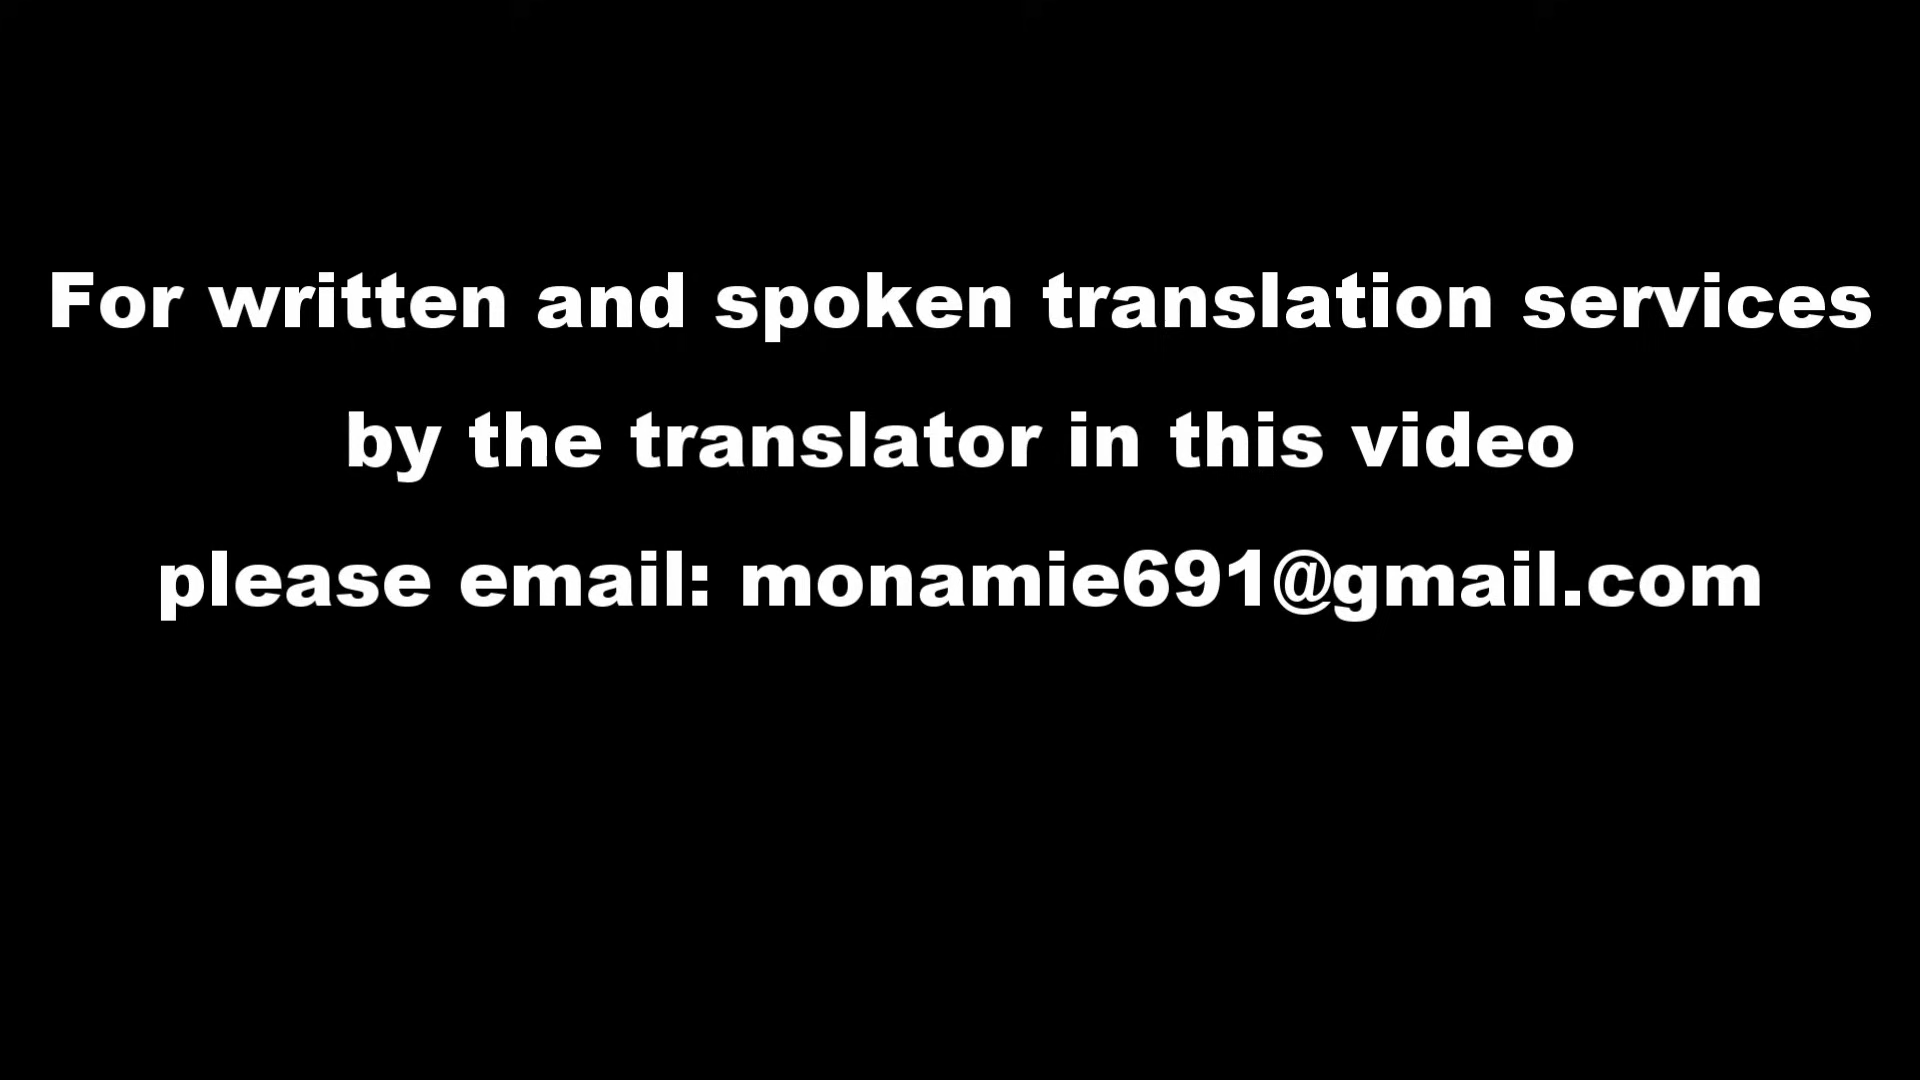 For written and spoken translation services
by the translator in this video
please email: monamie691@gmail.com